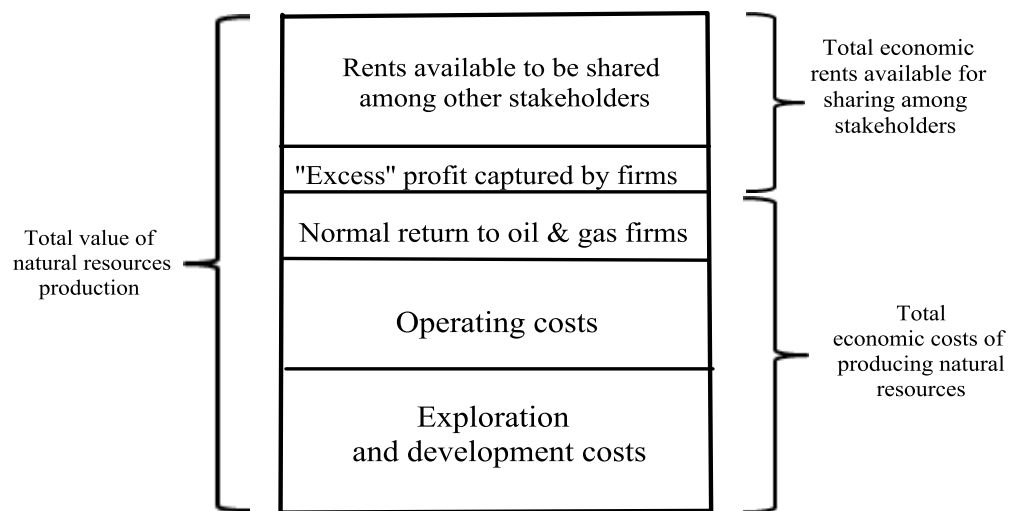 Rents available to be shared
among other stakeholders
"Excess" profit captured by firms
Normal return to oil & gas firms
Operating costs
Exploration
and development costs
Total value of
natural resources
production
Total economic
rents available for
sharing among
stakeholders
Total
economic costs of
producing natural
resources